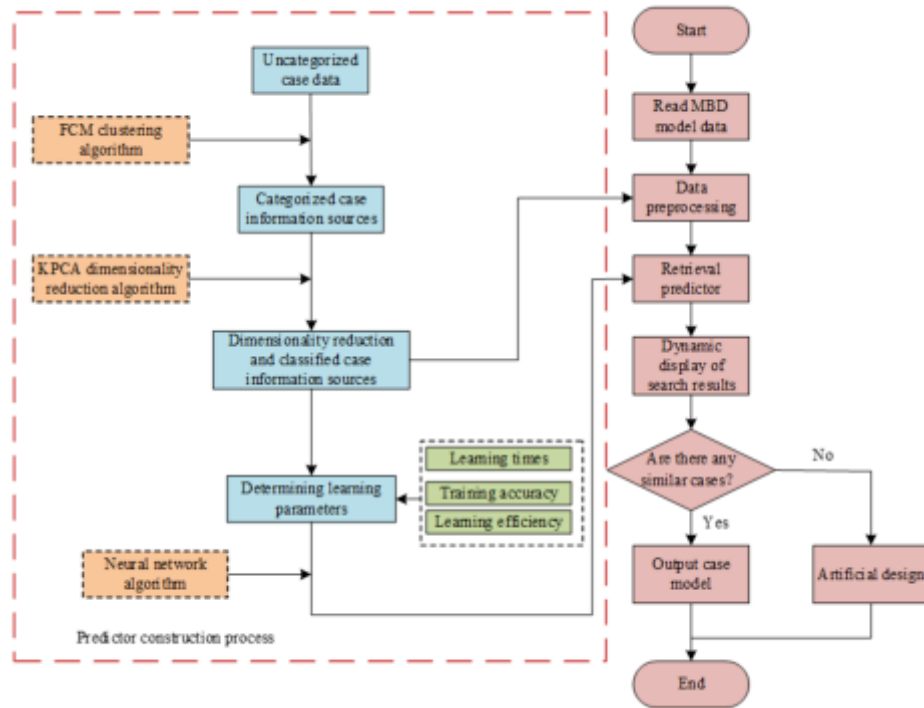 Uncategorized
case data
FCM clustering
algorithm
Categorized case
information sources
KPCA dimensionality
reduction algorithm
Dimensionality reduction
and classified case
information sources
Learning times
Training accuracy
Learning efficiency
Determining learning
parameters
Neural network
algorithm
Predictor construction process
Start
Read MBD
model data
Data
preprocessing
Retrieval
predictor
Dynamic
display of
search results
Are there any
similar cases?
No
Yes
Output case
model
Artificial design
End